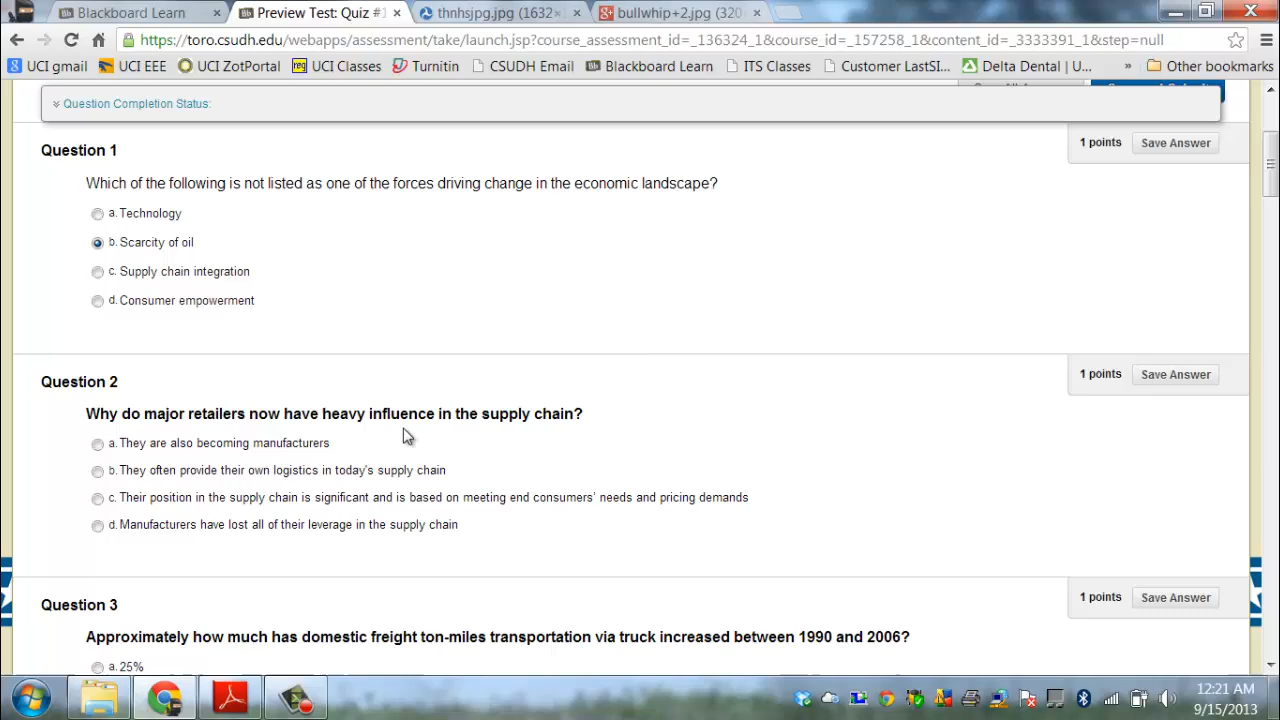 Blackboard Learn
Preview Test: Quiz #1
thnhsjpg.jpg (1632×
bullwhip+2.jpg (320
https://toro.csudh.edu/webapps/assessment/take/launch.jsp?course_assessment_id=_136324_1&course_id=_157258_1&content_id=_3333391_1&step=null
UCI gmail UCI EEE UCI ZotPortal UCI Classes Turnitin CSUDH Email Blackboard Learn ITS Classes Customer LastSI... Delta Dental | U... » Other bookmarks
Question Completion Status:
Question 1
1 points Save Answer
Which of the following is not listed as one of the forces driving change in the economic landscape?
a. Technology
b. Scarcity of oil
c. Supply chain integration
d. Consumer empowerment
Question 2
1 points Save Answer
Why do major retailers now have heavy influence in the supply chain?
a. They are also becoming manufacturers
b. They often provide their own logistics in today's supply chain
c. Their position in the supply chain is significant and is based on meeting end consumers' needs and pricing demands
d. Manufacturers have lost all of their leverage in the supply chain
Question 3
1 points Save Answer
Approximately how much has domestic freight ton-miles transportation via truck increased between 1990 and 2006?
a. 25%
12:21 AM
9/15/2013